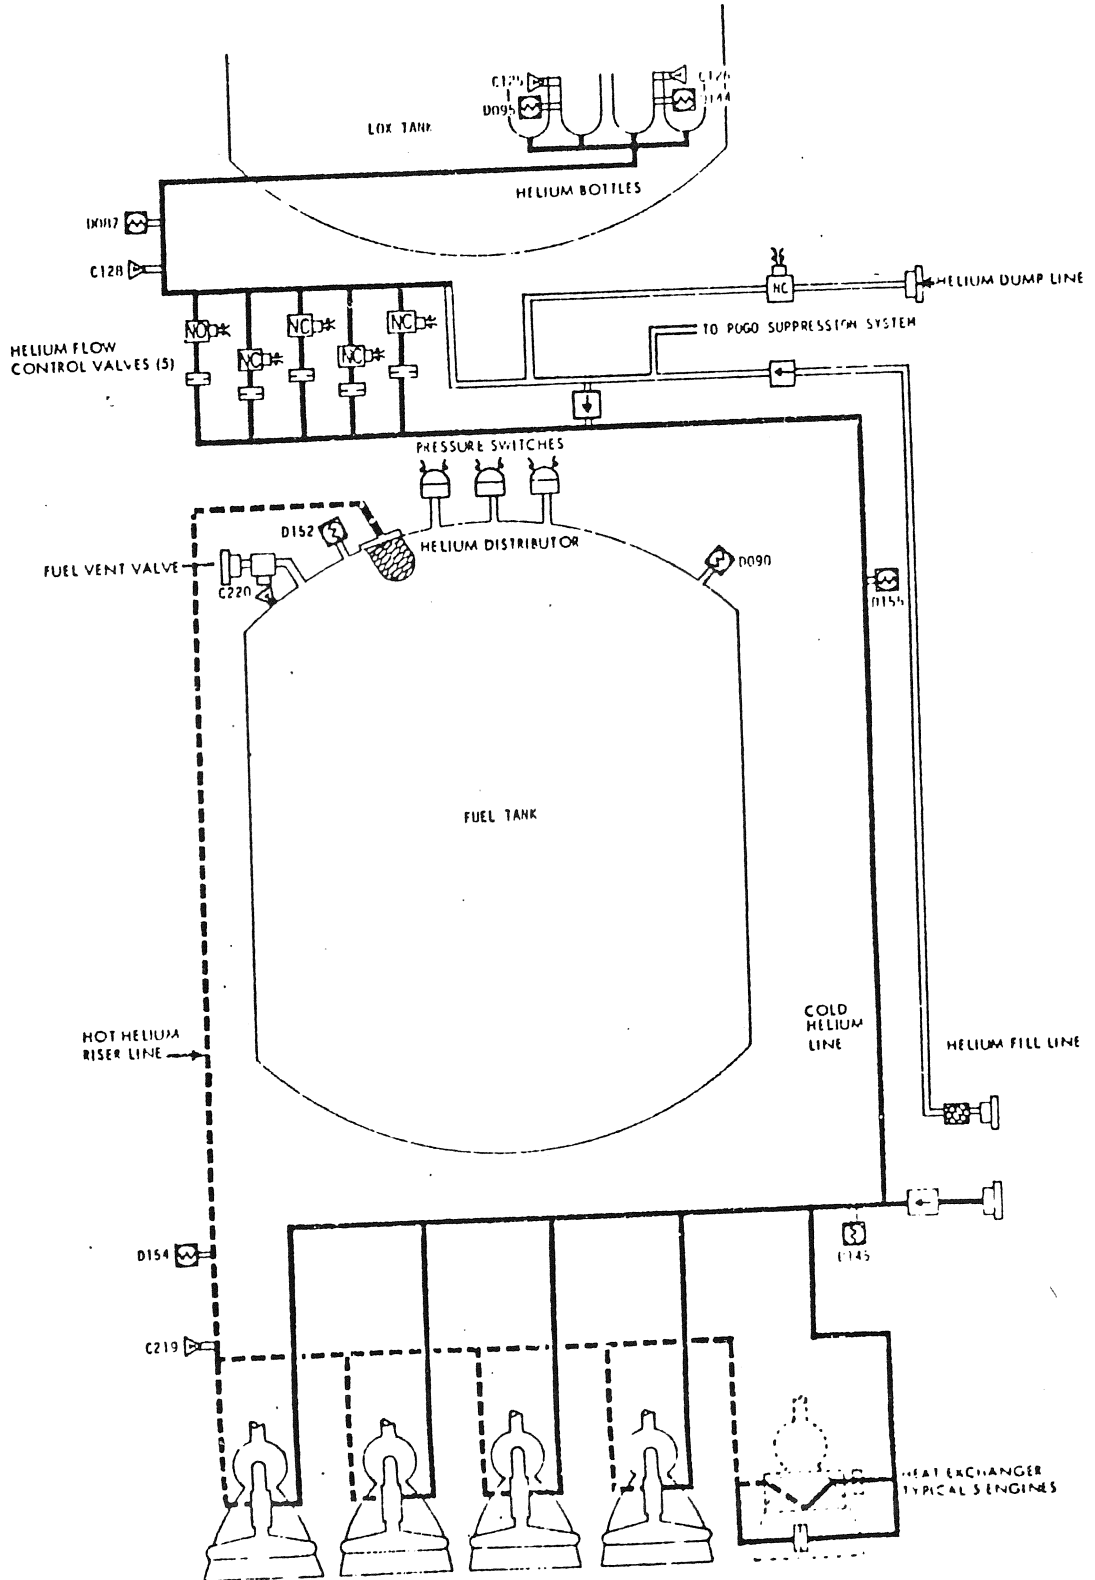 C125
C126
D095
D144
LOX TANK
HELIUM BOTTLES
D087
C128
NC
HELIUM DUMP LINE
TO POGO SUPPRESSION SYSTEM
NO
NC
NC
NC
NC
HELIUM FLOW
CONTROL VALVES (5)
PRESSURE SWITCHES
D152
HELIUM DISTRIBUTOR
FUEL VENT VALVE
C220
D090
D155
FUEL TANK
COLD
HELIUM
LINE
HOT HELIUM
RISER LINE
HELIUM FILL LINE
D154
D145
C219
HEAT EXCHANGER
TYPICAL 5 ENGINES